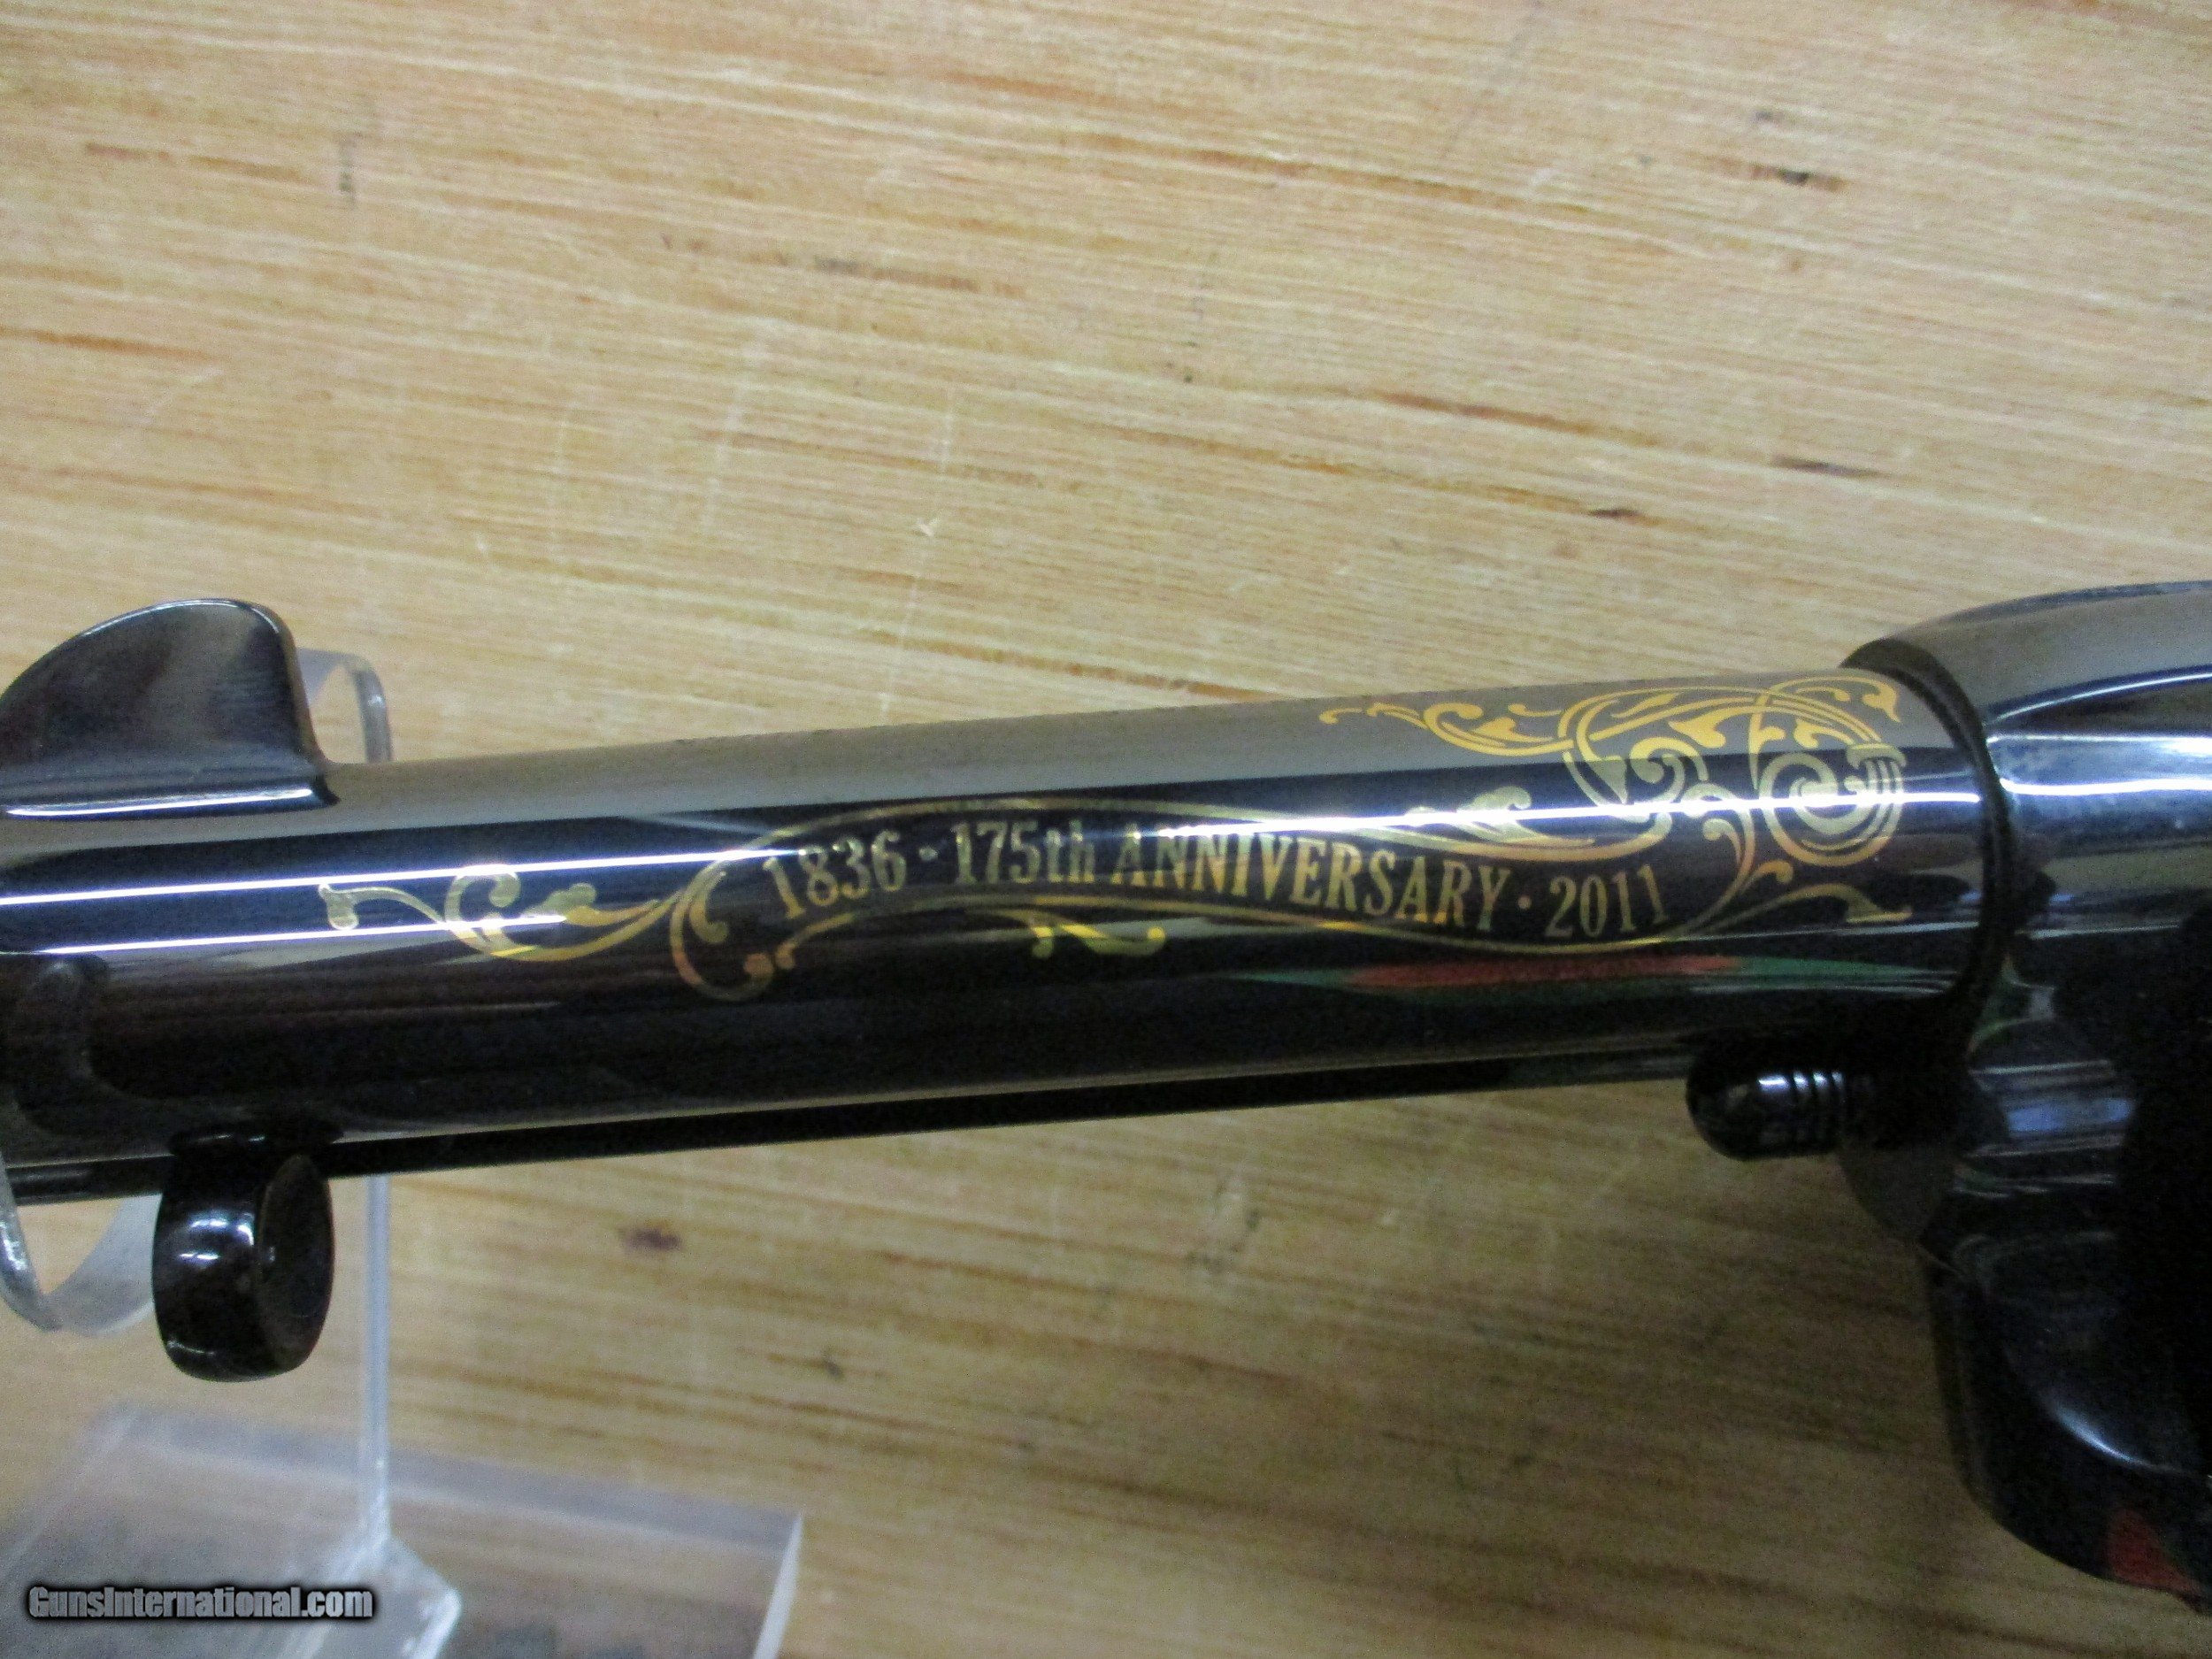 1836 · 175th ANNIVERSARY · 2011
GunsInternational.com